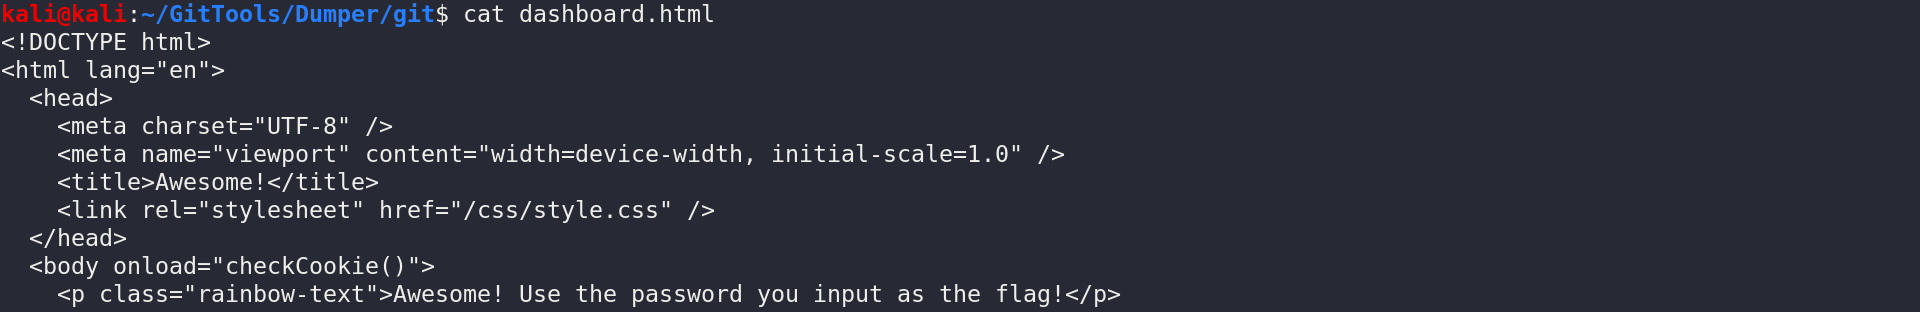 kali@kali:~/GitTools/Dumper/git$ cat dashboard.html
<!DOCTYPE html>
<html lang="en">
  <head>
    <meta charset="UTF-8" />
    <meta name="viewport" content="width=device-width, initial-scale=1.0" />
    <title>Awesome!</title>
    <link rel="stylesheet" href="/css/style.css" />
  </head>
  <body onload="checkCookie()">
    <p class="rainbow-text">Awesome! Use the password you input as the flag!</p>